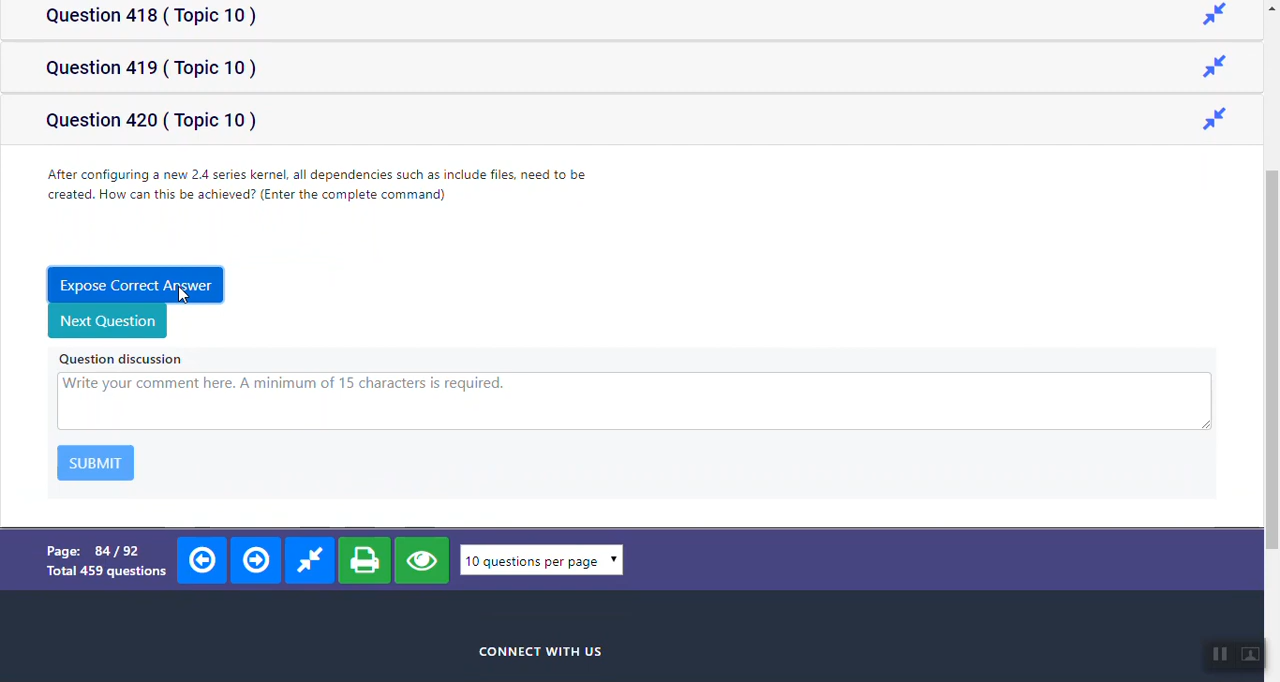 Question 418 ( Topic 10 )
Question 419 ( Topic 10 )
Question 420 ( Topic 10 )
After configuring a new 2.4 series kernel, all dependencies such as include files, need to be
created. How can this be achieved? (Enter the complete command)
Expose Correct Answer
Next Question
Question discussion
Write your comment here. A minimum of 15 characters is required.
SUBMIT
Page: 84 / 92
Total 459 questions
10 questions per page
CONNECT WITH US